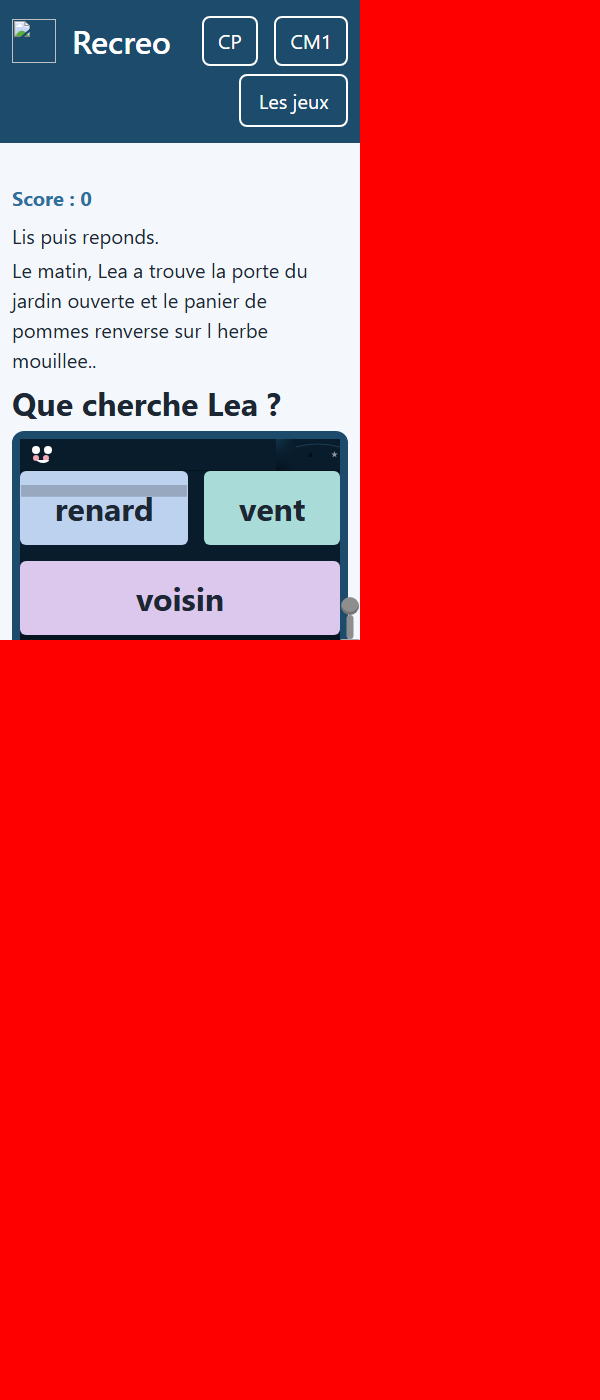 Recreo
CP
CM1
Les jeux
Score : 0
Lis puis reponds.
Le matin, Lea a trouve la porte du
jardin ouverte et le panier de
pommes renverse sur l herbe
mouillee..
Que cherche Lea ?
renard
vent
voisin